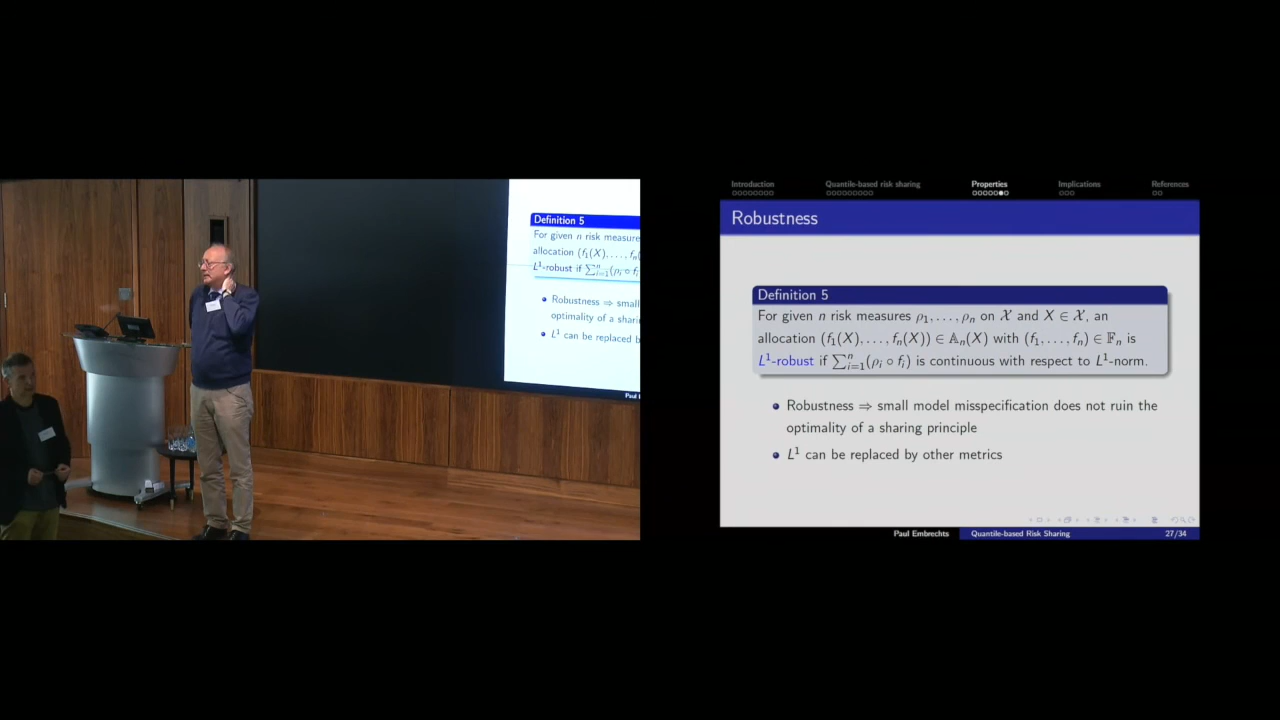 Definition 5
For given n risk measure
allocation (f₁(X), . . . , fₙ(
L¹-robust if ∑ⁿᵢ₌₁(ρᵢ ∘ fᵢ
Robustness ⇒ small
optimality of a shari
L¹ can be replaced b
Paul E
Introduction
Quantile-based risk sharing
Properties
Implications
References
Robustness
Definition 5
For given n risk measures ρ₁, . . . , ρₙ on 𝒳 and X ∈ 𝒳, an
allocation (f₁(X), . . . , fₙ(X)) ∈ 𝔸ₙ(X) with (f₁, . . . , fₙ) ∈ 𝔽ₙ is
L¹-robust if ∑ⁿᵢ₌₁(ρᵢ ∘ fᵢ) is continuous with respect to L¹-norm.
Robustness ⇒ small model misspecification does not ruin the
optimality of a sharing principle
L¹ can be replaced by other metrics
Paul Embrechts
Quantile-based Risk Sharing
27/34